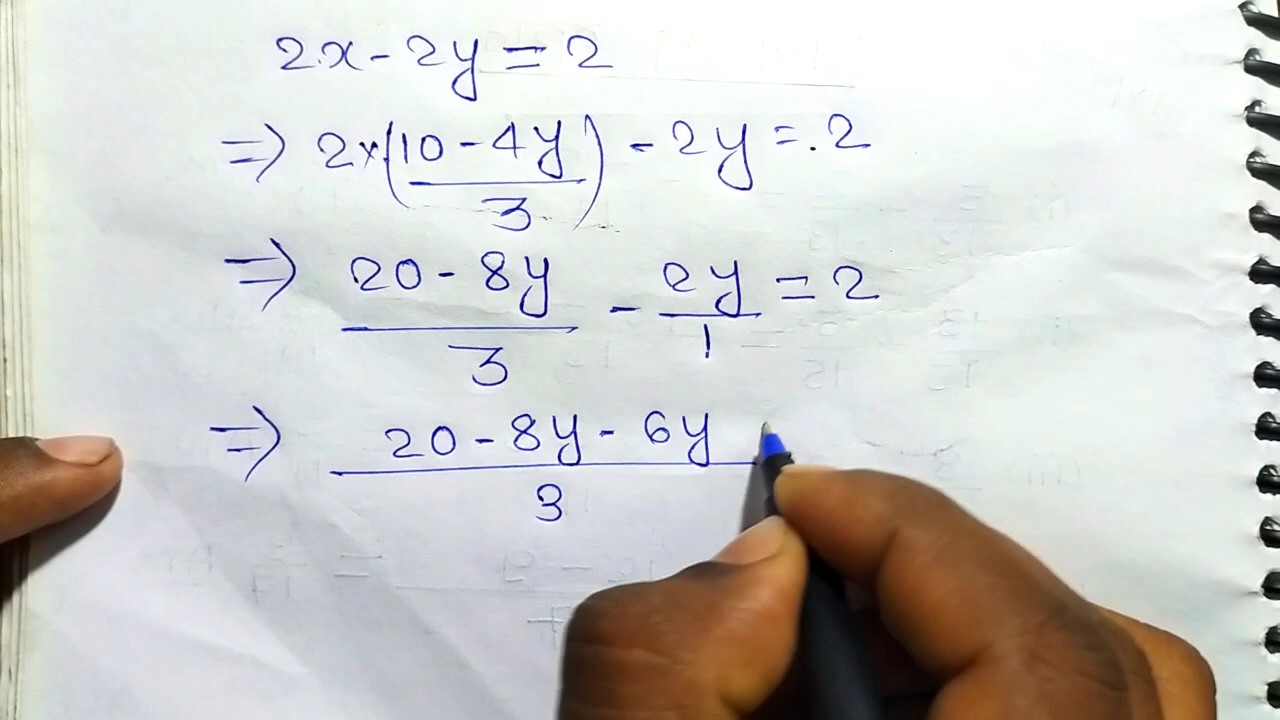 2x - 2y = 2
⇒ 2×(10 - 4y / 3) - 2y = 2
⇒ 20 - 8y / 3 - 2y / 1 = 2
⇒ 20 - 8y - 6y / 3